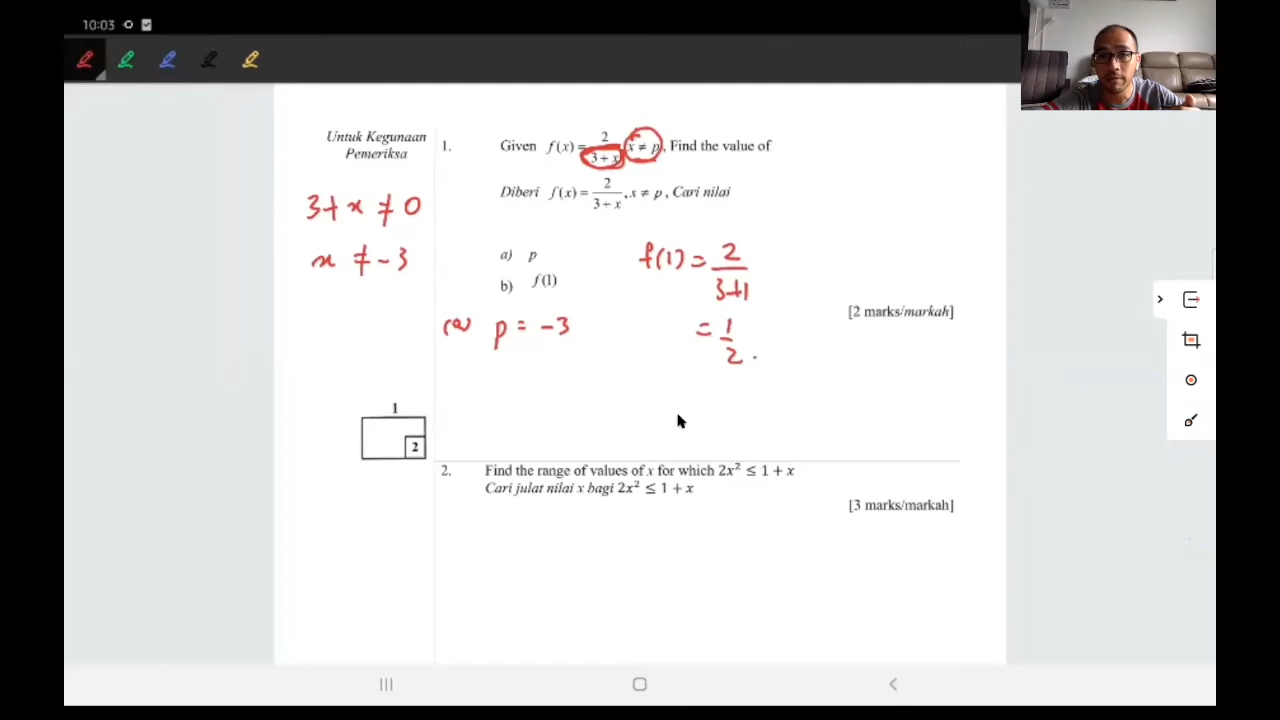 10:03
Untuk Kegunaan
Pemeriksa
1. Given f(x) = 2/(3 + x), x ≠ p, Find the value of
Diberi f(x) = 2/(3 + x), x ≠ p, Cari nilai
3 + x ≠ 0
x ≠ -3
a) p
b) f(1)
f(1) = 2/(3+1)
= 1/2.
[2 marks/markah]
(a) p = -3
1
2
2. Find the range of values of x for which 2x² ≤ 1 + x
Cari julat nilai x bagi 2x² ≤ 1 + x
[3 marks/markah]